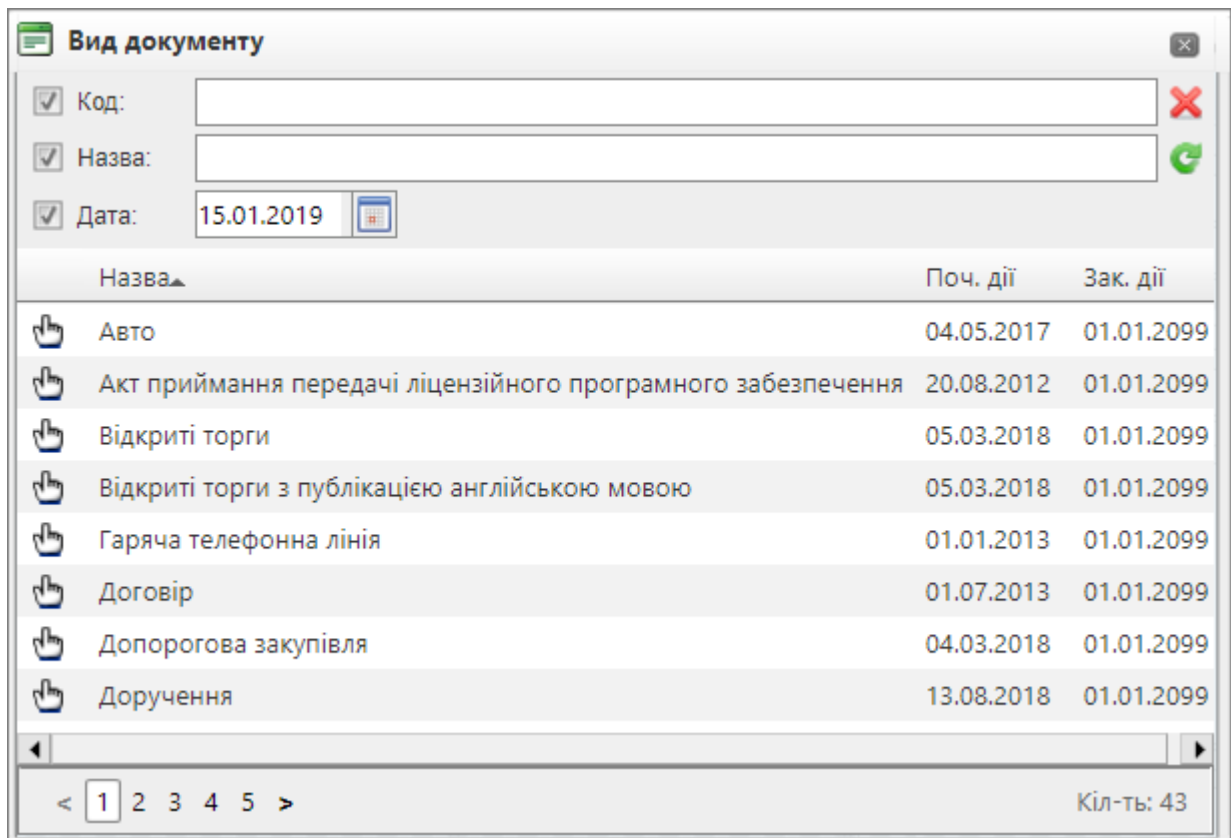 Вид документу
Код:
Назва:
Дата: 15.01.2019
Назва Поч. дії Зак. дії
Авто 04.05.2017 01.01.2099
Акт приймання передачі ліцензійного програмного забезпечення 20.08.2012 01.01.2099
Відкриті торги 05.03.2018 01.01.2099
Відкриті торги з публікацією англійською мовою 05.03.2018 01.01.2099
Гаряча телефонна лінія 01.01.2013 01.01.2099
Договір 01.07.2013 01.01.2099
Допорогова закупівля 04.03.2018 01.01.2099
Доручення 13.08.2018 01.01.2099
< 1 2 3 4 5 > Кіл-ть: 43